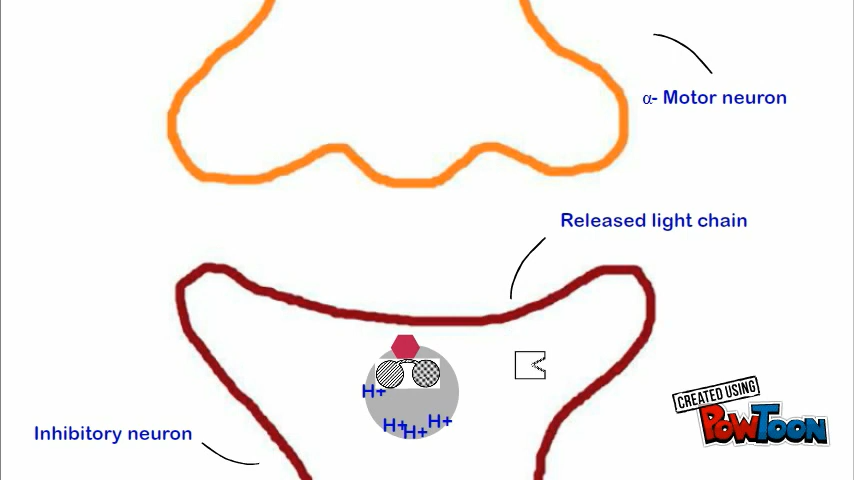 α- Motor neuron
Released light chain
H+
H+
H+
H+
CREATED USING
POWTOON
Inhibitory neuron